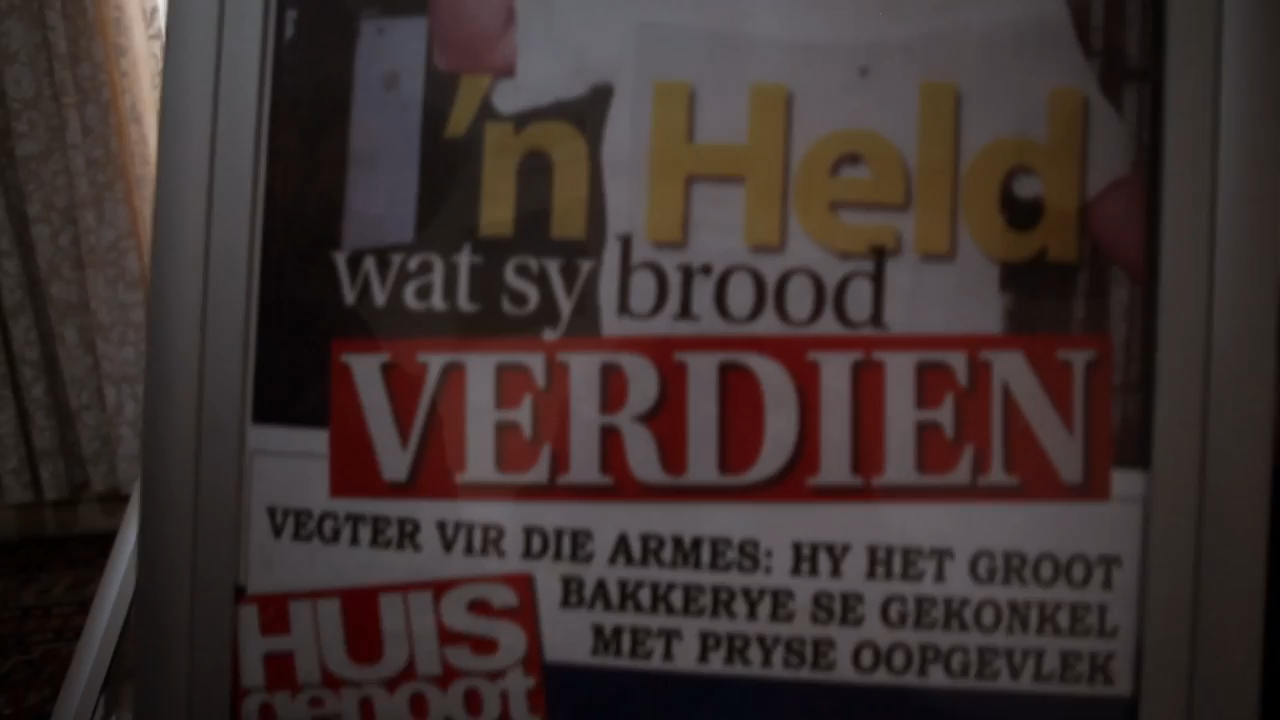 'n Held
wat sy brood
VERDIEN
VEGTER VIR DIE ARMES: HY HET GROOT
BAKKERYE SE GEKONKEL
MET PRYSE OOPGEVLEK
HUIS
genoot